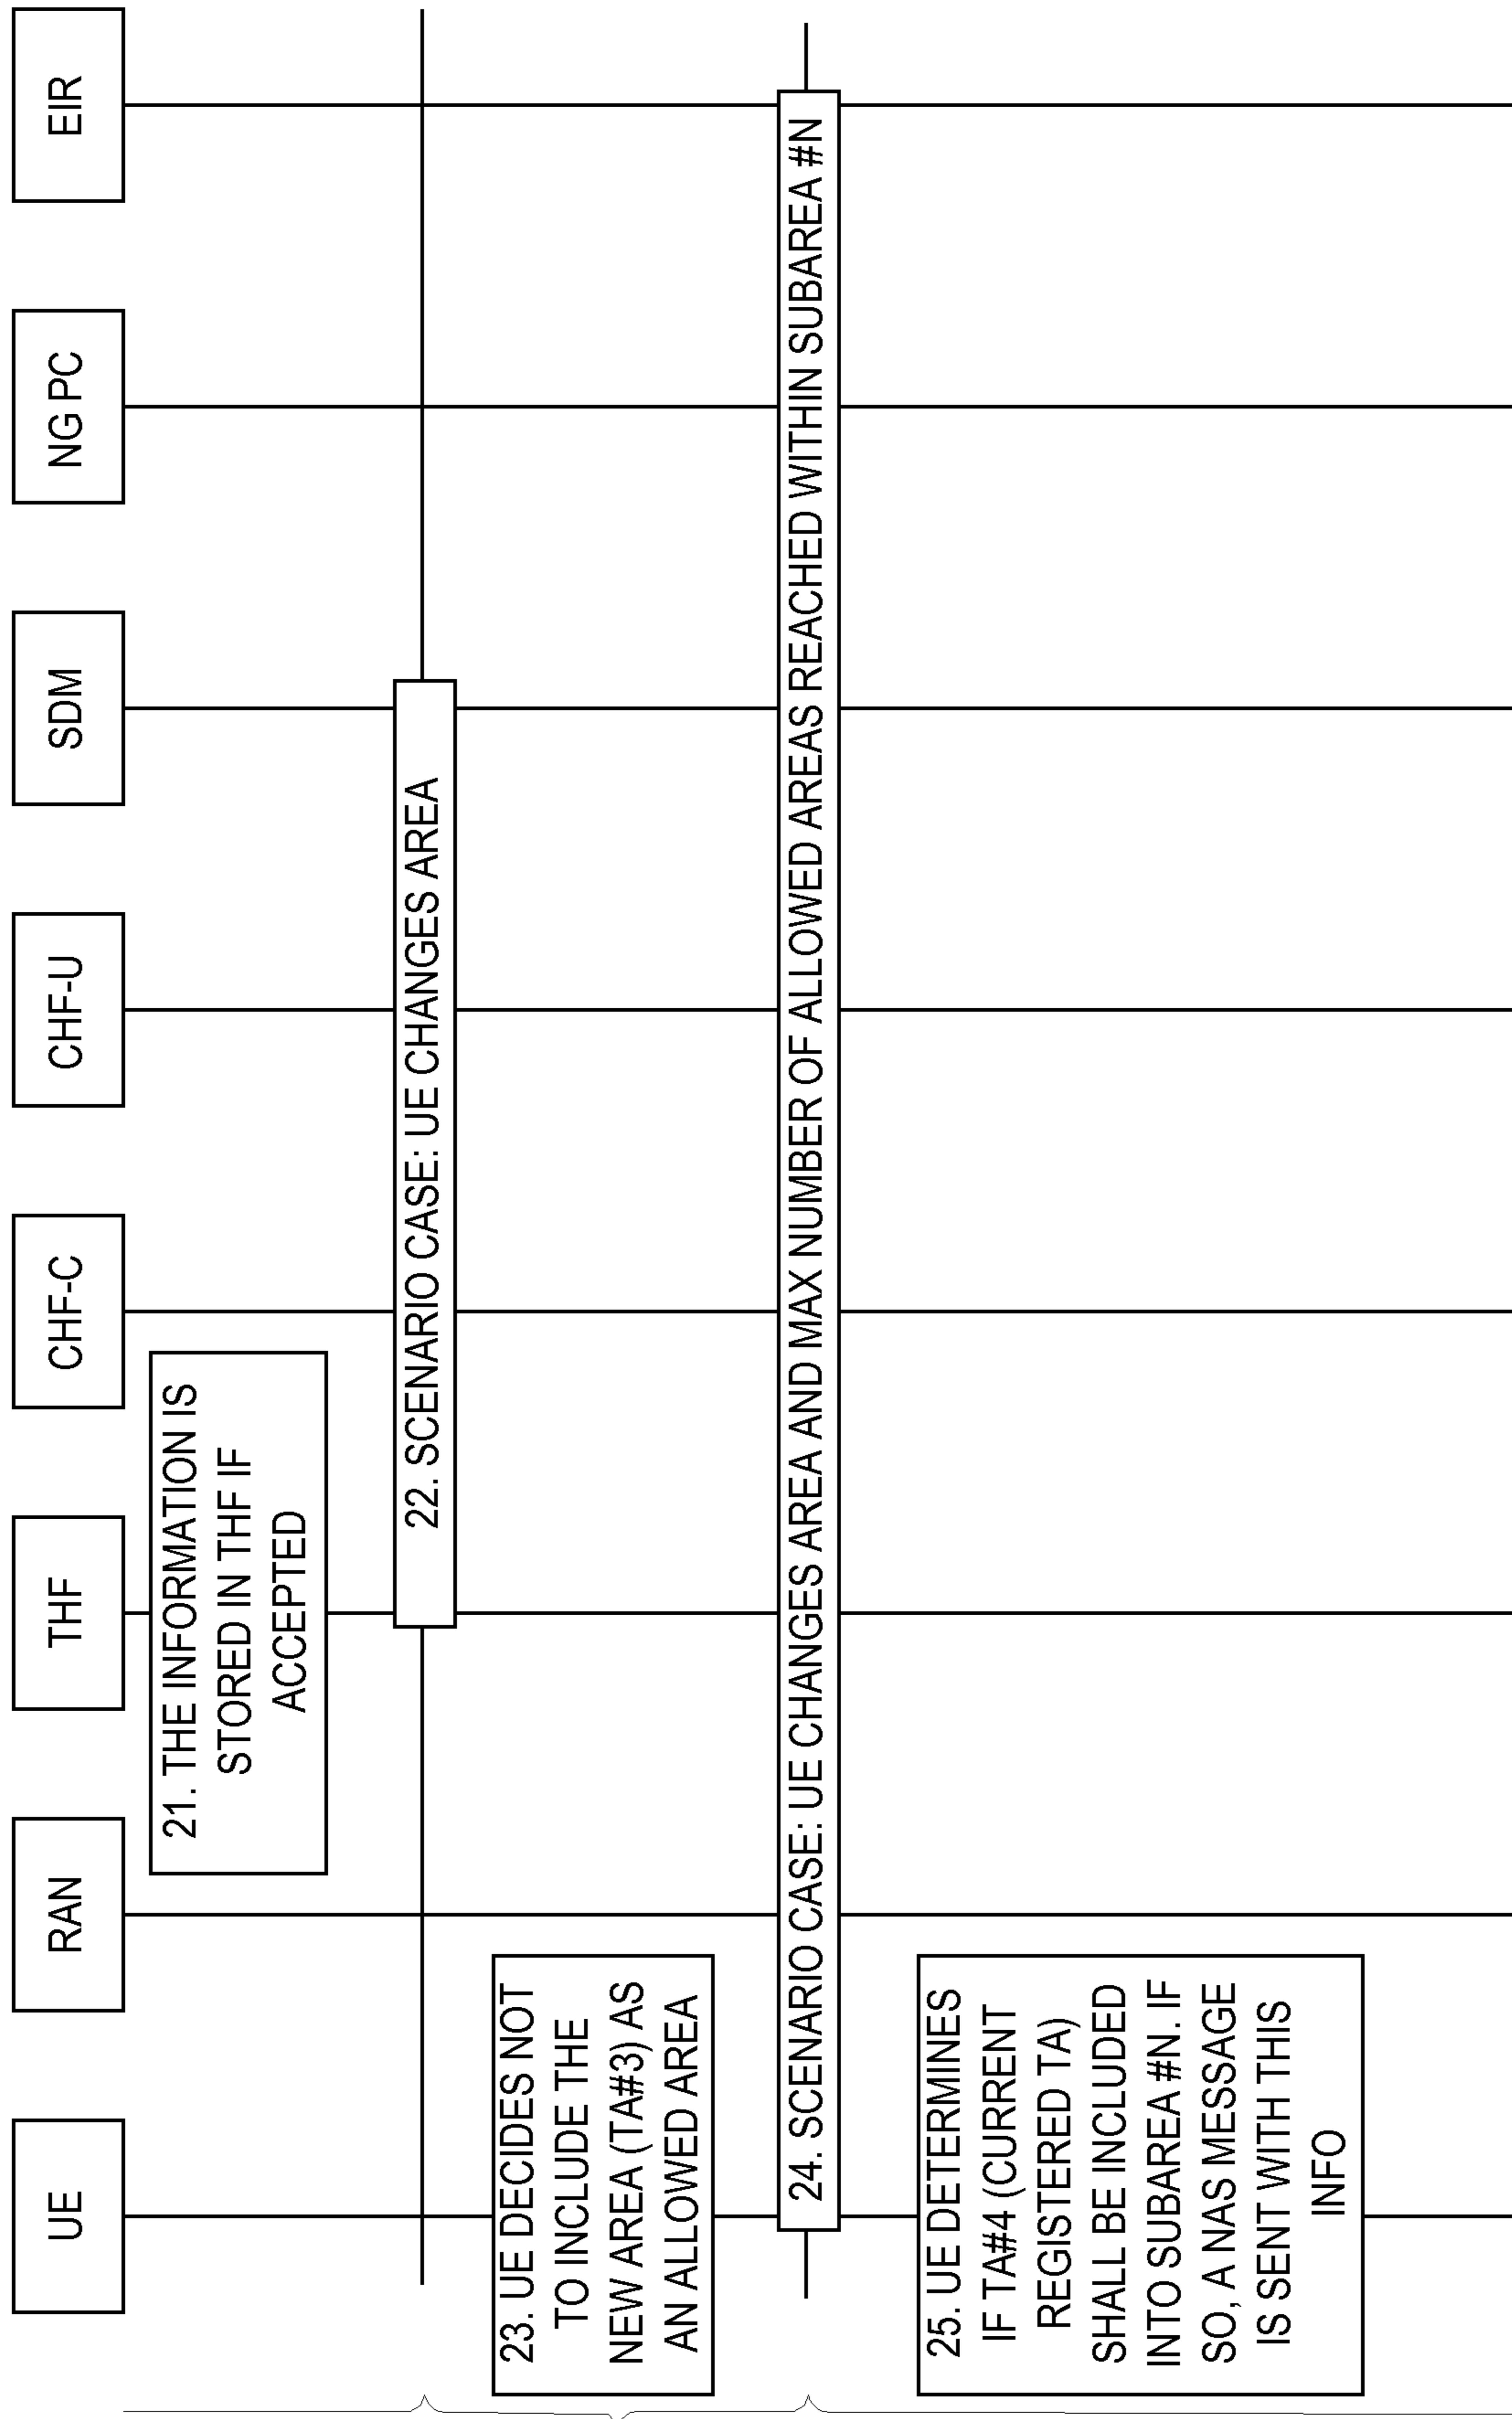 UE
RAN
THF
CHF-C
CHF-U
SDM
NG PC
EIR
21. THE INFORMATION IS
STORED IN THF IF
ACCEPTED
22. SCENARIO CASE: UE CHANGES AREA
23. UE DECIDES NOT
TO INCLUDE THE
NEW AREA (TA#3) AS
AN ALLOWED AREA
24. SCENARIO CASE: UE CHANGES AREA AND MAX NUMBER OF ALLOWED AREAS REACHED WITHIN SUBAREA #N
25. UE DETERMINES
IF TA#4 (CURRENT
REGISTERED TA)
SHALL BE INCLUDED
INTO SUBAREA #N. IF
SO, A NAS MESSAGE
IS SENT WITH THIS
INFO